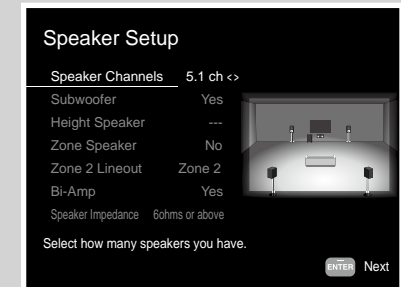 Speaker Setup
Speaker Channels 5.1 ch <>
Subwoofer Yes
Height Speaker ---
Zone Speaker No
Zone 2 Lineout Zone 2
Bi-Amp Yes
Speaker Impedance 6ohms or above
Select how many speakers you have.
ENTER Next